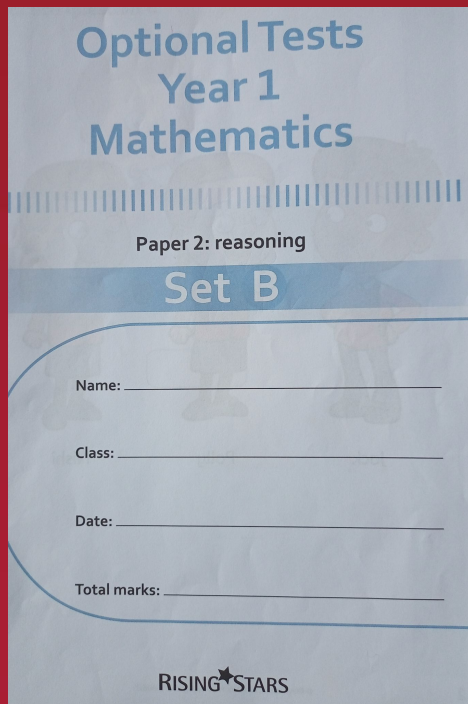 Optional Tests
Year 1
Mathematics
Paper 2: reasoning
Set B
Name:
Class:
Date:
Total marks:
RISING STARS